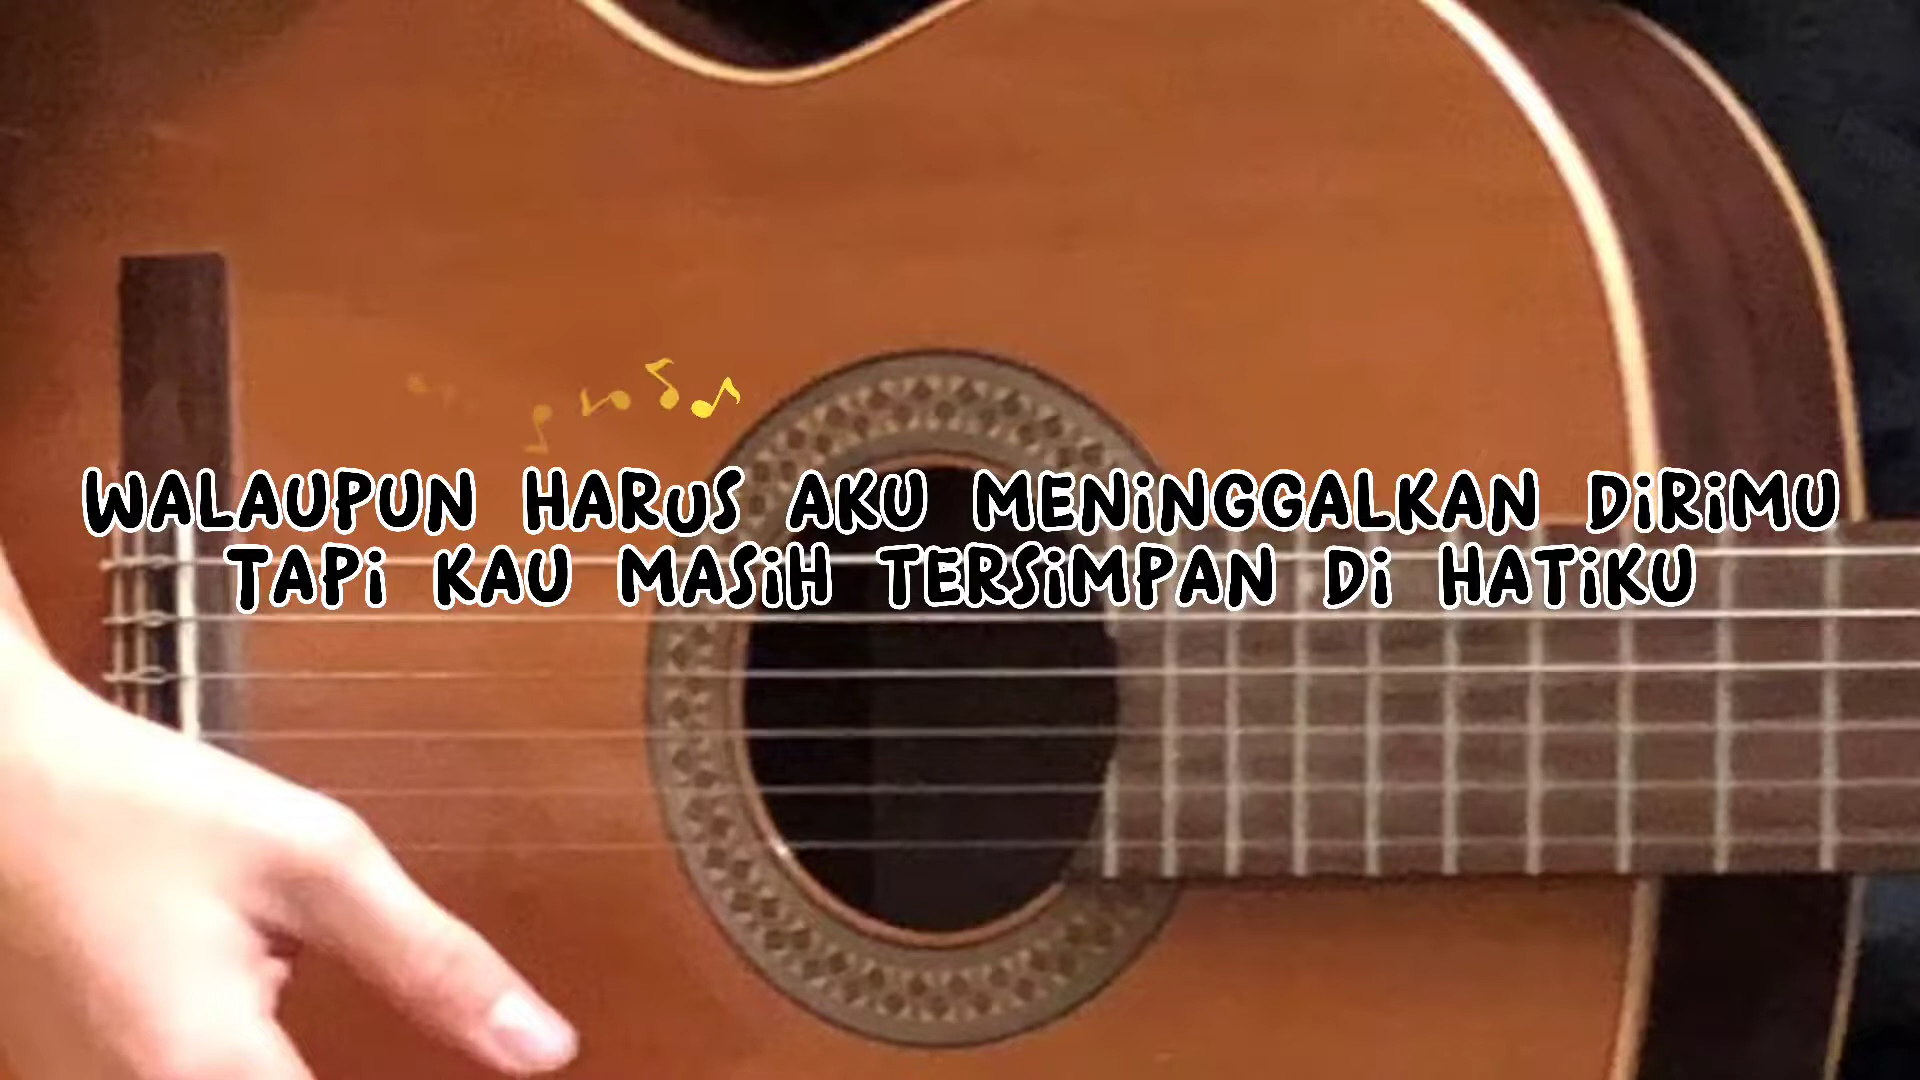 WALAUPUN HARUS AKU MENINGGALKAN DIRIMU
TAPI KAU MASIH TERSIMPAN DI HATIKU